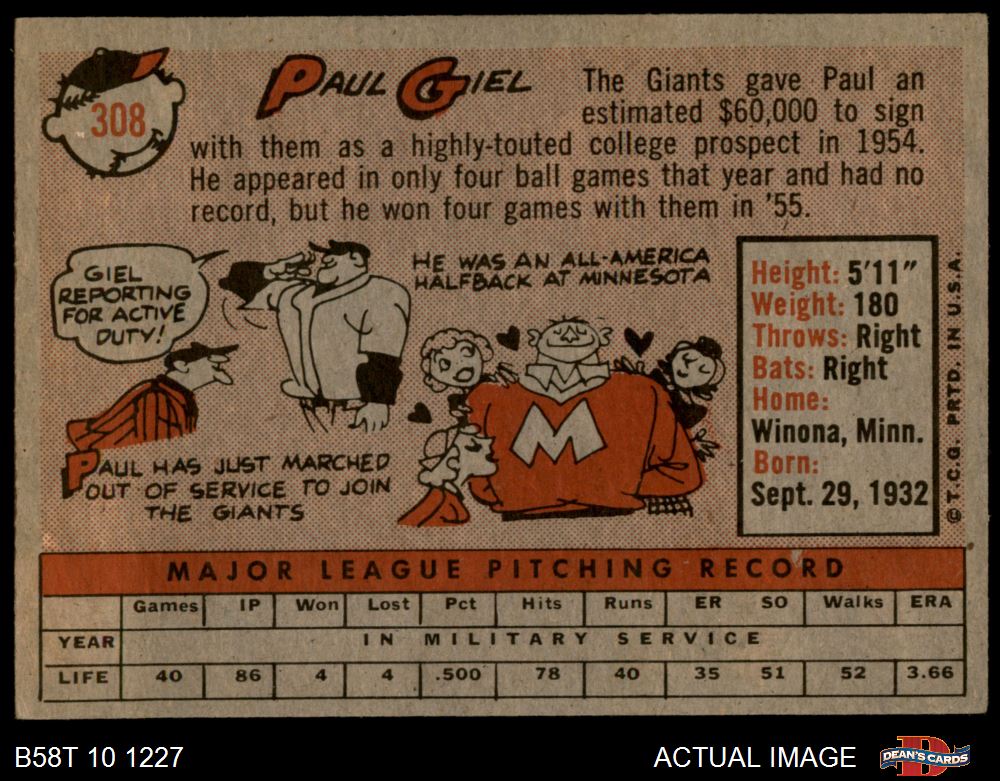 308
PAUL GIEL
The Giants gave Paul an
estimated $60,000 to sign
with them as a highly-touted college prospect in 1954.
He appeared in only four ball games that year and had no
record, but he won four games with them in '55.
GIEL
REPORTING
FOR ACTIVE
DUTY!
HE WAS AN ALL-AMERICA
HALFBACK AT MINNESOTA
M
PAUL HAS JUST MARCHED
OUT OF SERVICE TO JOIN
THE GIANTS
Height: 5'11"
Weight: 180
Throws: Right
Bats: Right
Home:
Winona, Minn.
Born:
Sept. 29, 1932
© T.C.G. PRTD. IN U.S.A.
MAJOR LEAGUE PITCHING RECORD
Games IP Won Lost Pct Hits Runs ER SO Walks ERA
YEAR IN MILITARY SERVICE
LIFE 40 86 4 4 .500 78 40 35 51 52 3.66
B58T 10 1227
ACTUAL IMAGE
DEAN'S CARDS